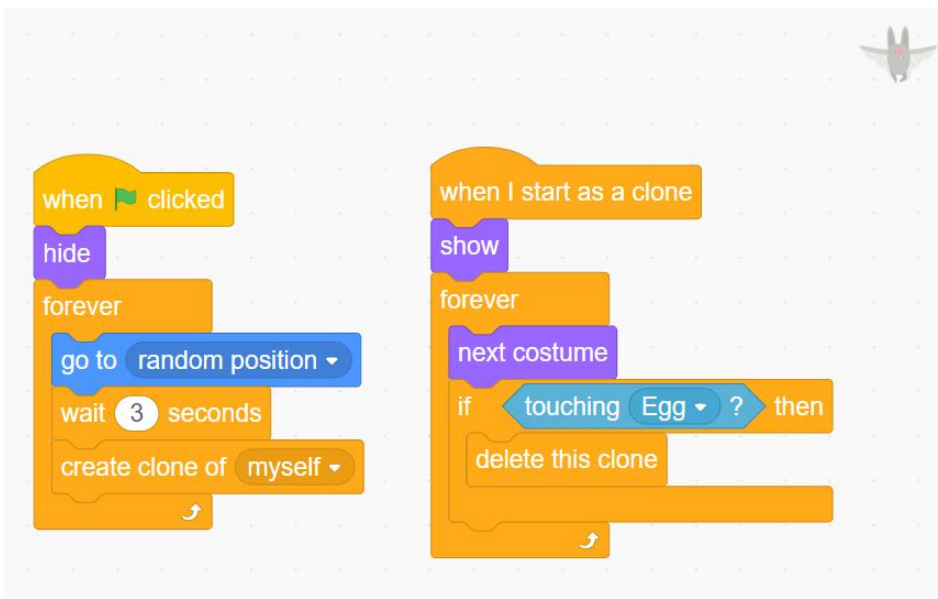 when clicked
hide
forever
go to random position
wait 3 seconds
create clone of myself
when I start as a clone
show
forever
next costume
if touching Egg ? then
delete this clone